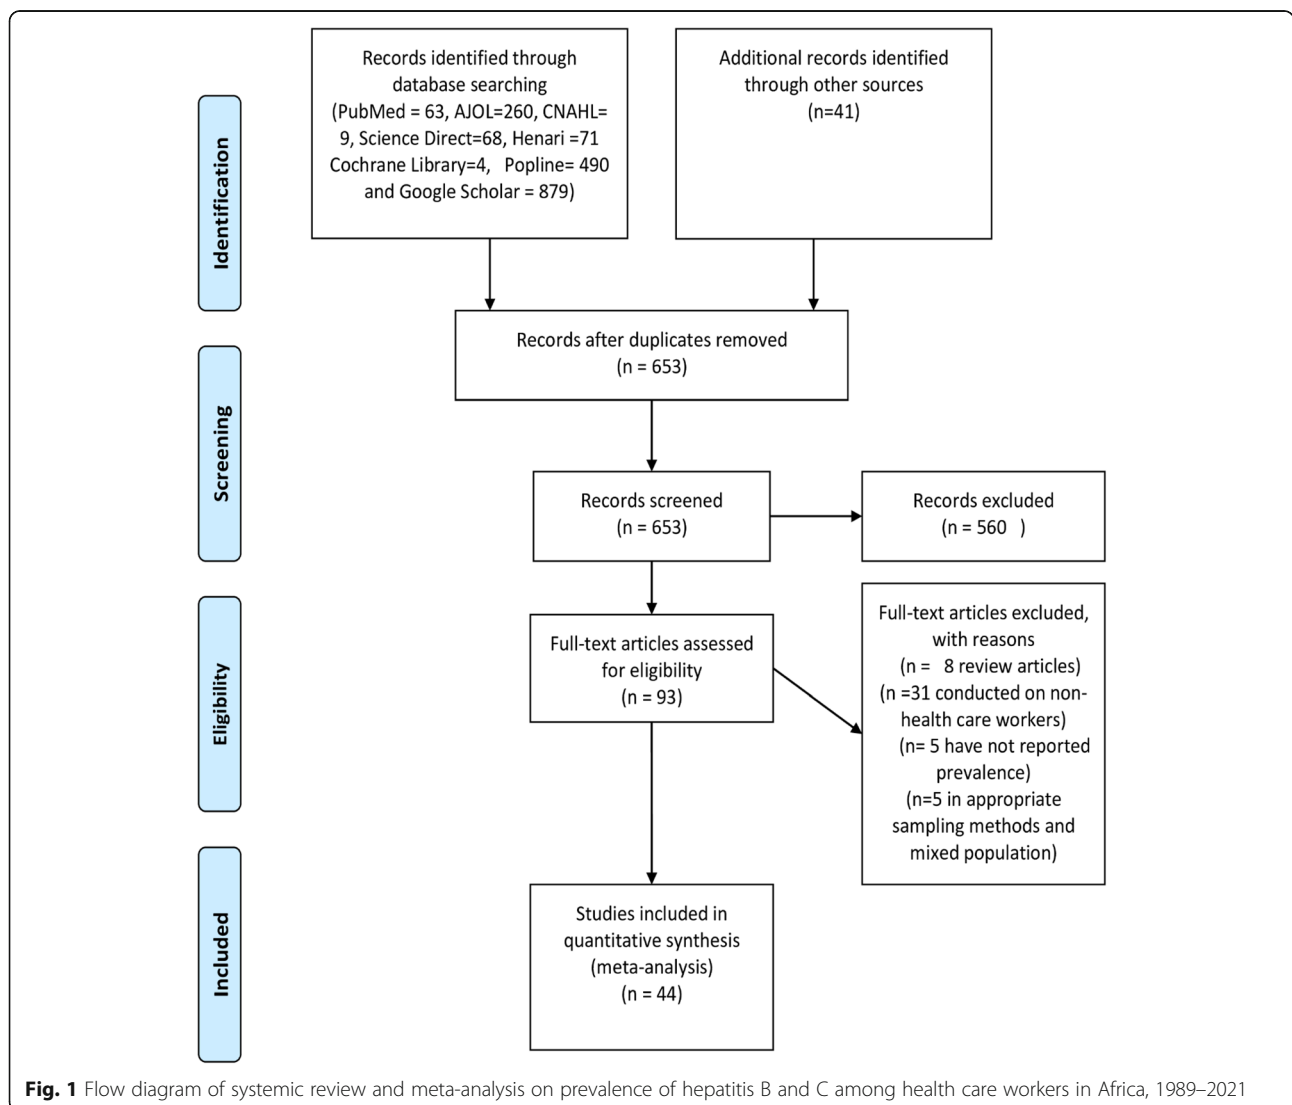 Records identified through
database searching
(PubMed = 63, AJOL=260, CNAHL=
9, Science Direct=68, Henari =71
Cochrane Library=4, Popline= 490
and Google Scholar = 879)
Additional records identified
through other sources
(n=41)
Identification
Records after duplicates removed
(n = 653)
Screening
Records screened
(n = 653)
Records excluded
(n = 560 )
Eligibility
Full-text articles assessed
for eligibility
(n = 93)
Full-text articles excluded,
with reasons
(n = 8 review articles)
(n =31 conducted on non-
health care workers)
(n= 5 have not reported
prevalence)
(n=5 in appropriate
sampling methods and
mixed population)
Included
Studies included in
quantitative synthesis
(meta-analysis)
(n = 44)
Fig. 1 Flow diagram of systemic review and meta-analysis on prevalence of hepatitis B and C among health care workers in Africa, 1989–2021